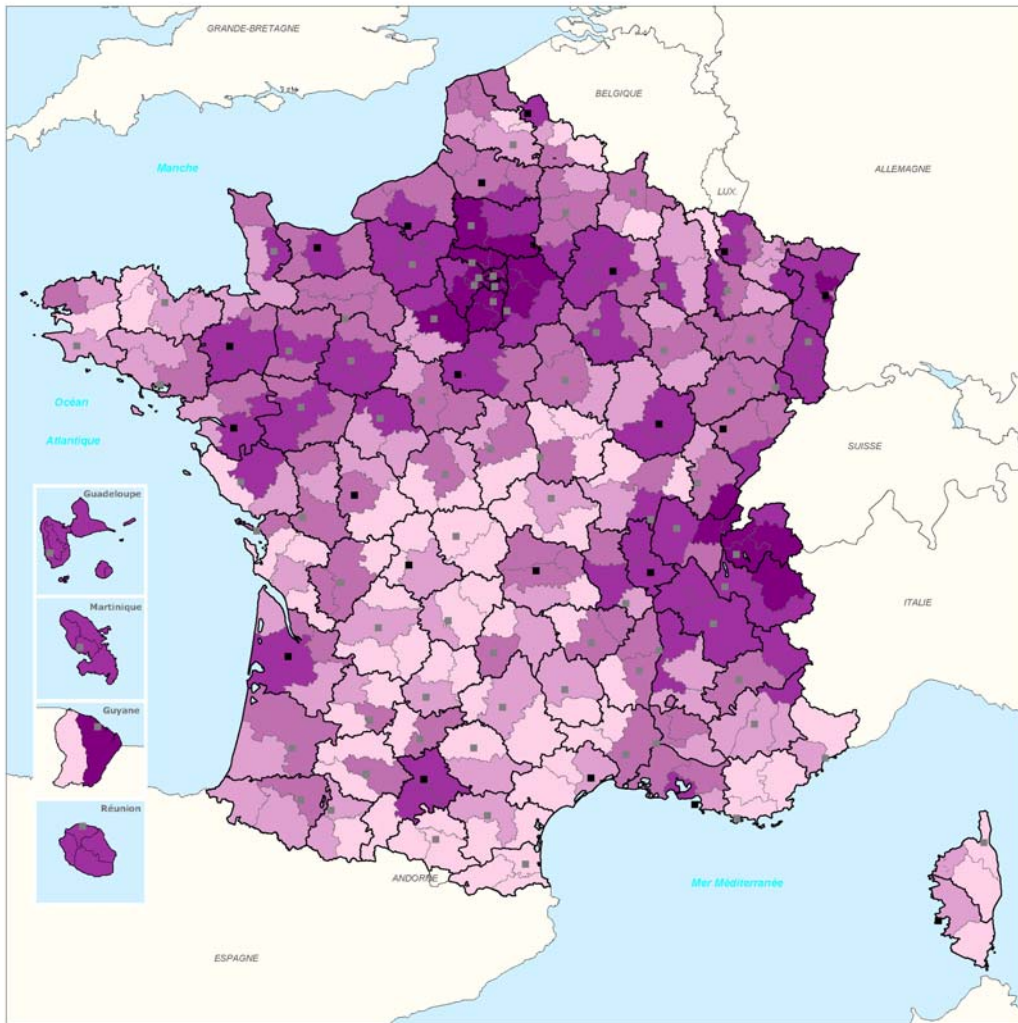 GRANDE-BRETAGNE
BELGIQUE
Manche
ALLEMAGNE
LUX.
Océan
Atlantique
SUISSE
Guadeloupe
Martinique
ITALIE
Guyane
Réunion
ANDORRE
Mer Méditerranée
ESPAGNE